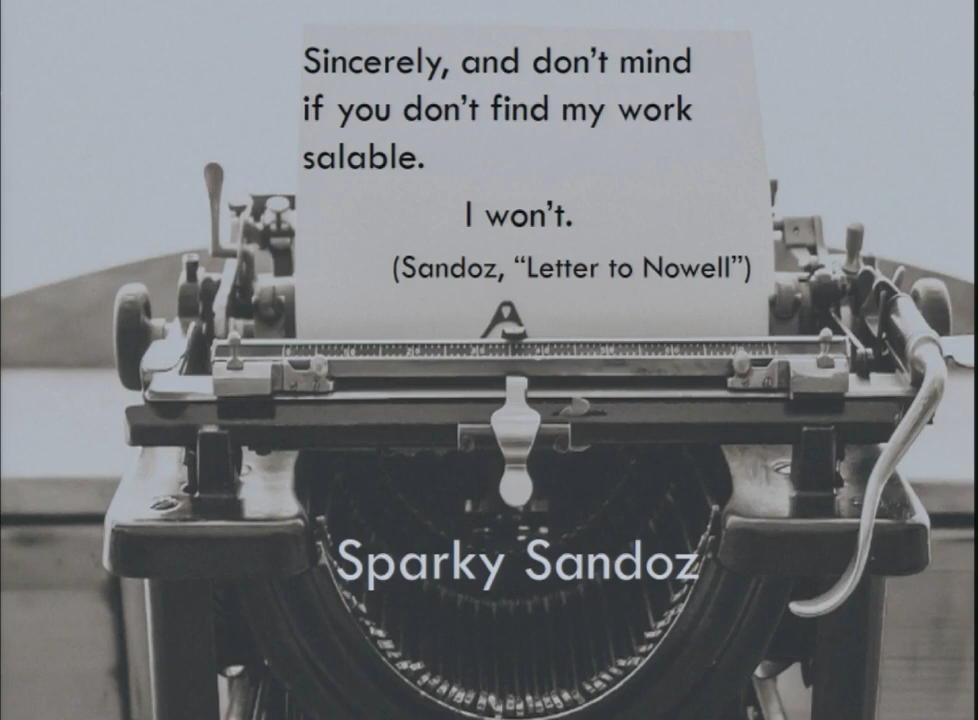 Sincerely, and don't mind
if you don't find my work
salable.
I won't.
(Sandoz, “Letter to Nowell”)
Sparky Sandoz